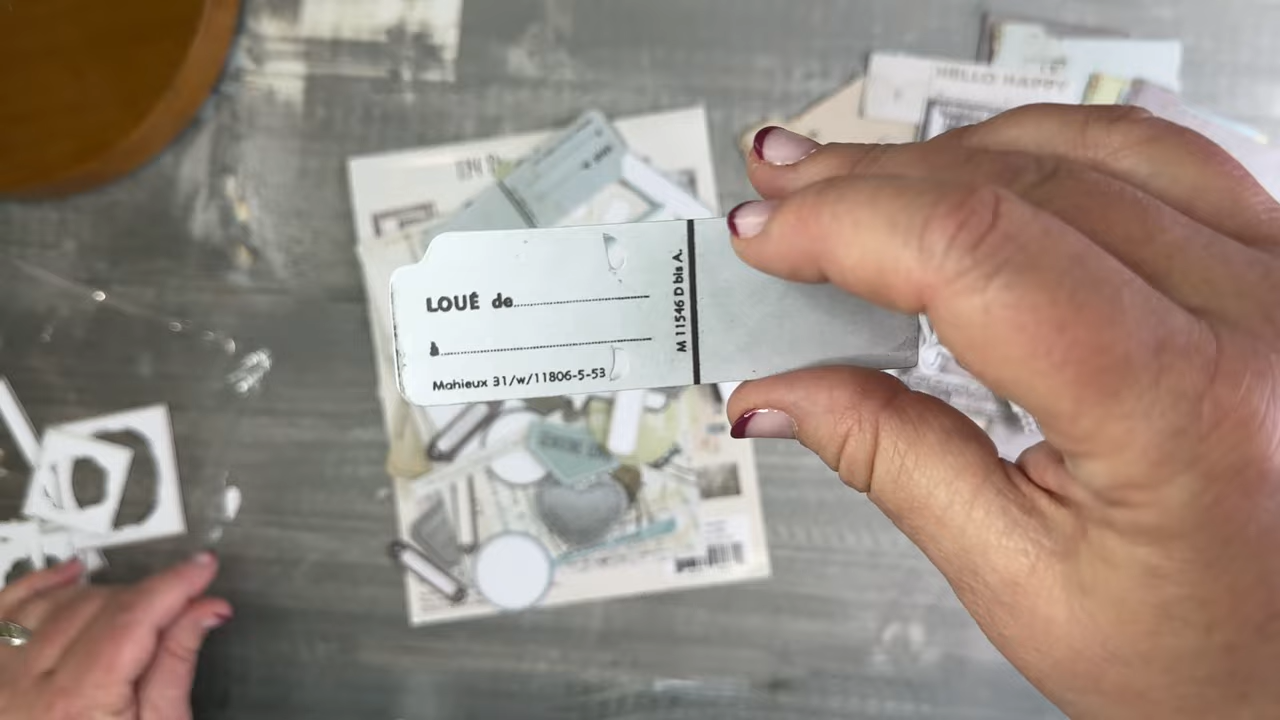 HELLO HAPPY
LOUÉ de
à
Mahieux 31/w/11806-5-53
M 11546 D bis A.